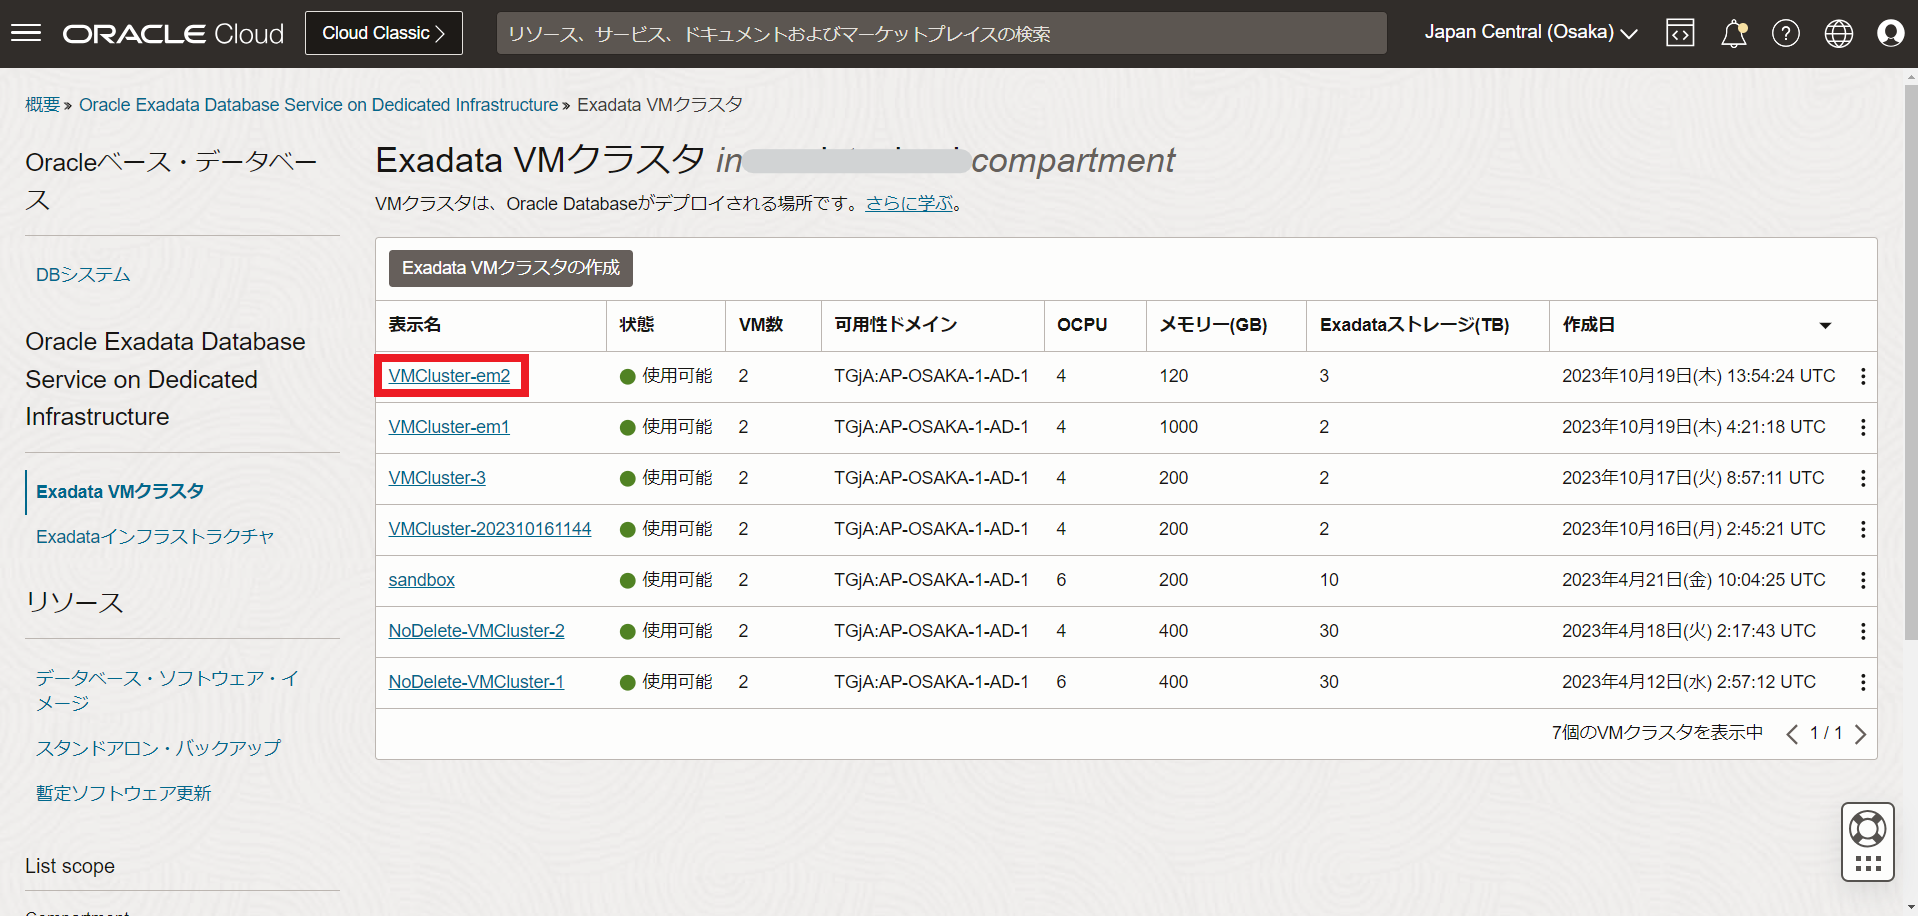 ORACLE Cloud
Cloud Classic
リソース、サービス、ドキュメントおよびマーケットプレイスの検索
Japan Central (Osaka)
概要 » Oracle Exadata Database Service on Dedicated Infrastructure » Exadata VMクラスタ
Oracleベース・データベー
ス
DBシステム
Oracle Exadata Database
Service on Dedicated
Infrastructure
Exadata VMクラスタ
Exadataインフラストラクチャ
リソース
データベース・ソフトウェア・イ
メージ
スタンドアロン・バックアップ
暫定ソフトウェア更新
List scope
Compartment
Exadata VMクラスタ in compartment
VMクラスタは、Oracle Databaseがデプロイされる場所です。さらに学ぶ。
Exadata VMクラスタの作成
表示名 状態 VM数 可用性ドメイン OCPU メモリー(GB) Exadataストレージ(TB) 作成日
VMCluster-em2 使用可能 2 TGjA:AP-OSAKA-1-AD-1 4 120 3 2023年10月19日(木) 13:54:24 UTC
VMCluster-em1 使用可能 2 TGjA:AP-OSAKA-1-AD-1 4 1000 2 2023年10月19日(木) 4:21:18 UTC
VMCluster-3 使用可能 2 TGjA:AP-OSAKA-1-AD-1 4 200 2 2023年10月17日(火) 8:57:11 UTC
VMCluster-202310161144 使用可能 2 TGjA:AP-OSAKA-1-AD-1 4 200 2 2023年10月16日(月) 2:45:21 UTC
sandbox 使用可能 2 TGjA:AP-OSAKA-1-AD-1 6 200 10 2023年4月21日(金) 10:04:25 UTC
NoDelete-VMCluster-2 使用可能 2 TGjA:AP-OSAKA-1-AD-1 4 400 30 2023年4月18日(火) 2:17:43 UTC
NoDelete-VMCluster-1 使用可能 2 TGjA:AP-OSAKA-1-AD-1 6 400 30 2023年4月12日(水) 2:57:12 UTC
7個のVMクラスタを表示中 1 / 1